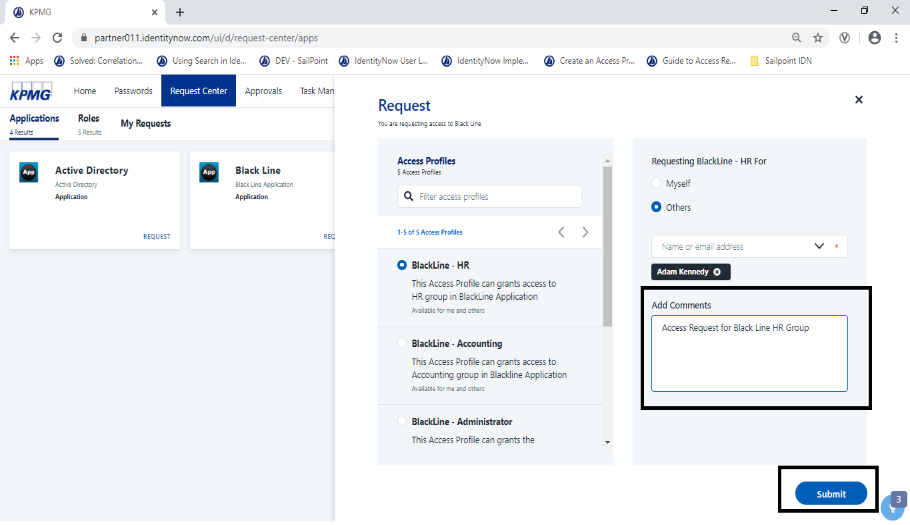 KPMG
partner011.identitynow.com/ui/d/request-center/apps
Apps
Solved: Correlation...
Using Search in Ide...
DEV - SailPoint
IdentityNow User L...
IdentityNow Imple...
Create an Access Pr...
Guide to Access Re...
Sailpoint IDN
KPMG
Home
Passwords
Request Center
Approvals
Task Man
Applications
4 Results
Roles
5 Results
My Requests
App
Active Directory
Active Directory
Application
REQUEST
App
Black Line
Black Line Application
Application
REQ
Request
You are requesting access to Black Line
Access Profiles
5 Access Profiles
Filter access profiles
1-5 of 5 Access Profiles
BlackLine - HR
This Access Profile can grants access to
HR group in BlackLine Application
Available for me and others
BlackLine - Accounting
This Access Profile can grants access to
Accounting group in Blackline Application
Available for me and others
BlackLine - Administrator
This Access Profile can grants the
Requesting BlackLine - HR For
Myself
Others
Name or email address
*
Adam Kennedy
Add Comments
Access Request for Black Line HR Group
Submit
3